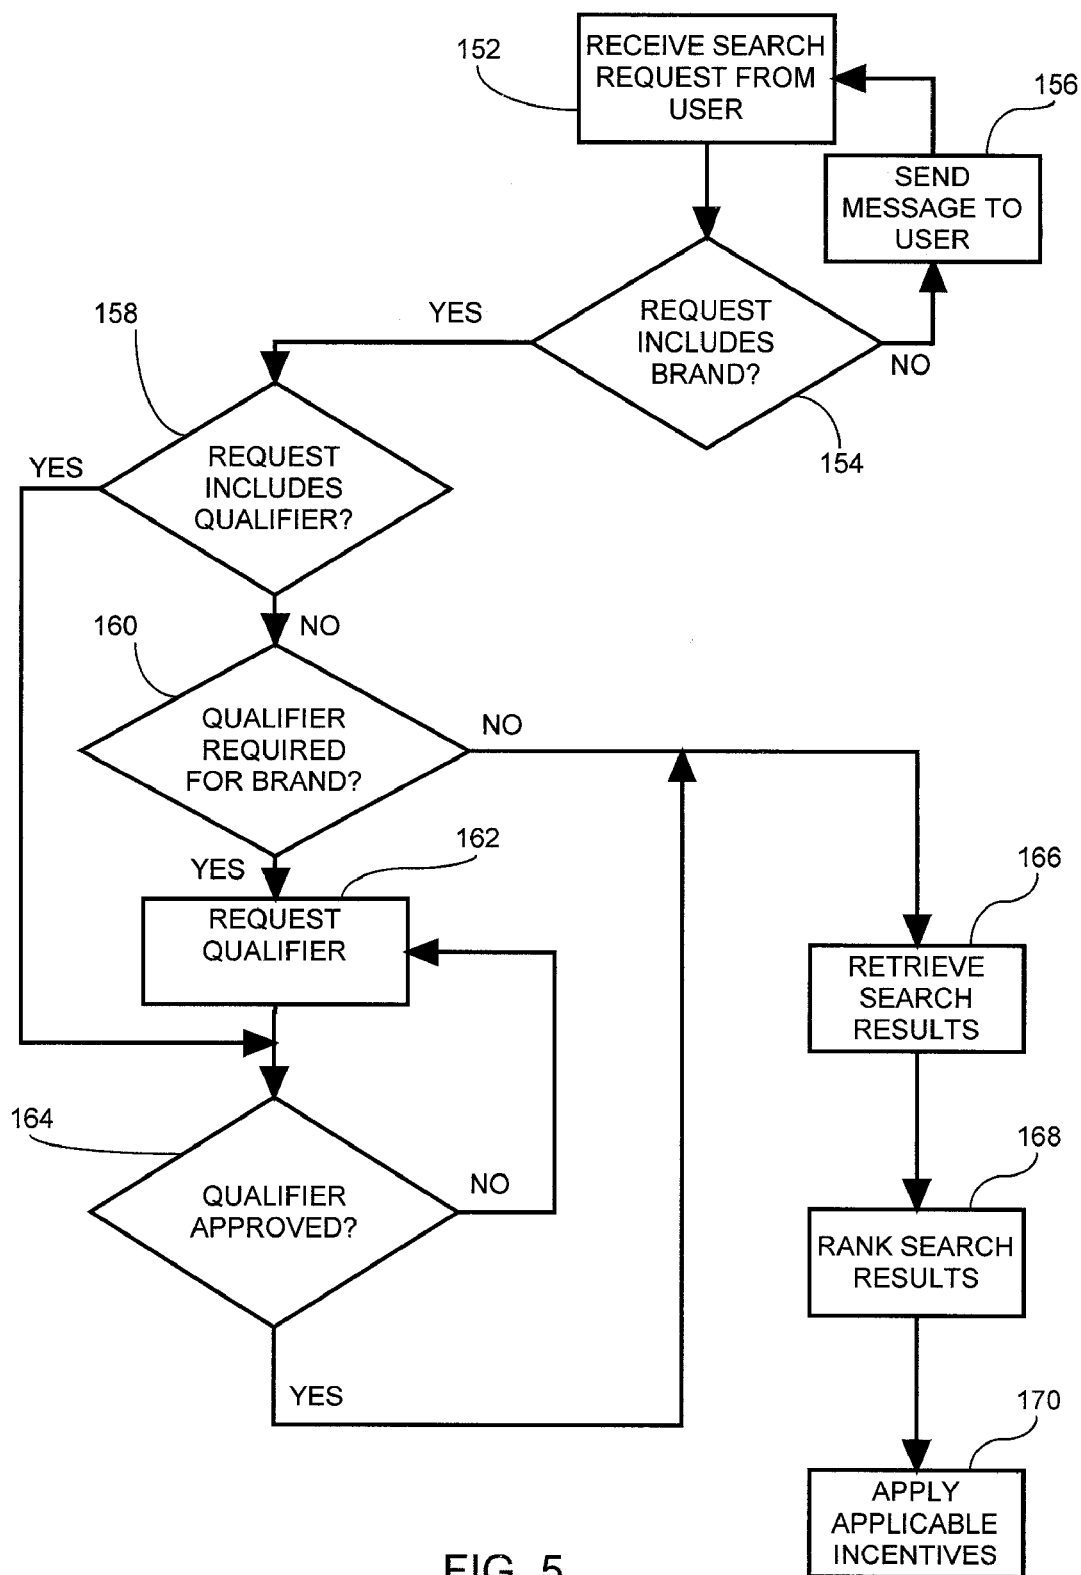 152
RECEIVE SEARCH
REQUEST FROM
USER
156
SEND
MESSAGE TO
USER
158
YES
REQUEST
INCLUDES
BRAND?
NO
154
YES
REQUEST
INCLUDES
QUALIFIER?
160
NO
QUALIFIER
REQUIRED
FOR BRAND?
NO
YES
162
REQUEST
QUALIFIER
166
RETRIEVE
SEARCH
RESULTS
164
QUALIFIER
APPROVED?
NO
168
RANK SEARCH
RESULTS
YES
170
APPLY
APPLICABLE
INCENTIVES
FIG. 5